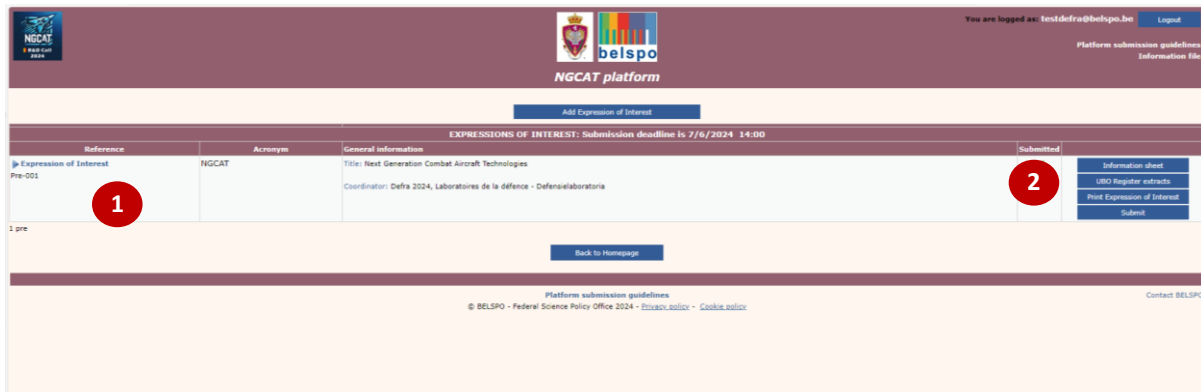 NGCAT
R&D Call
2024
belspo
NGCAT platform
You are logged as: testdefra@belspo.be
Logout
Platform submission guidelines
Information file
Add Expression of Interest
EXPRESSIONS OF INTEREST: Submission deadline is 7/6/2024 14:00
Reference Acronym General information Submitted
Expression of Interest NGCAT Title: Next Generation Combat Aircraft Technologies
Pre-001
Coordinator: Defra 2024, Laboratoires de la défence - Defensielaboratoria
1
2
Information sheet
UBO Register extracts
Print Expression of Interest
Submit
1 pre
Back to Homepage
Platform submission guidelines
Contact BELSPO
© BELSPO - Federal Science Policy Office 2024 - Privacy policy - Cookie policy